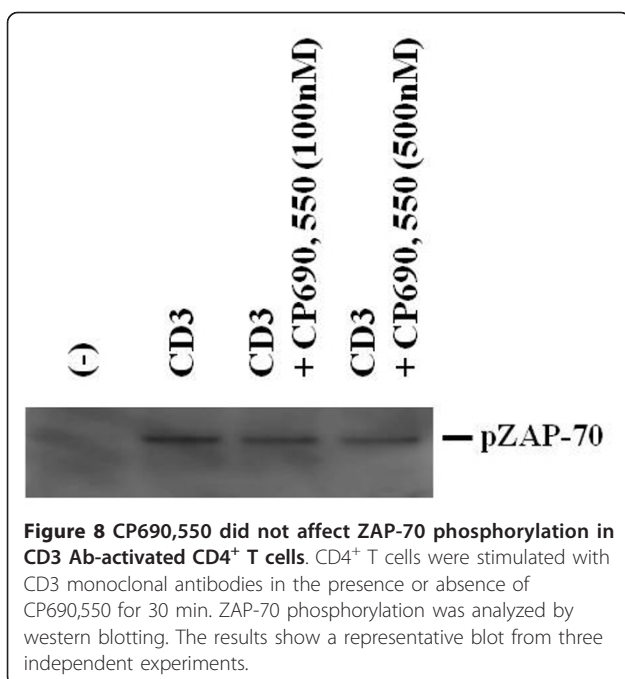 (-)
CD3
CD3
+ CP690, 550 (100nM)
CD3
+ CP690, 550 (500nM)
pZAP-70
Figure 8 CP690,550 did not affect ZAP-70 phosphorylation in
CD3 Ab-activated CD4⁺ T cells. CD4⁺ T cells were stimulated with
CD3 monoclonal antibodies in the presence or absence of
CP690,550 for 30 min. ZAP-70 phosphorylation was analyzed by
western blotting. The results show a representative blot from three
independent experiments.